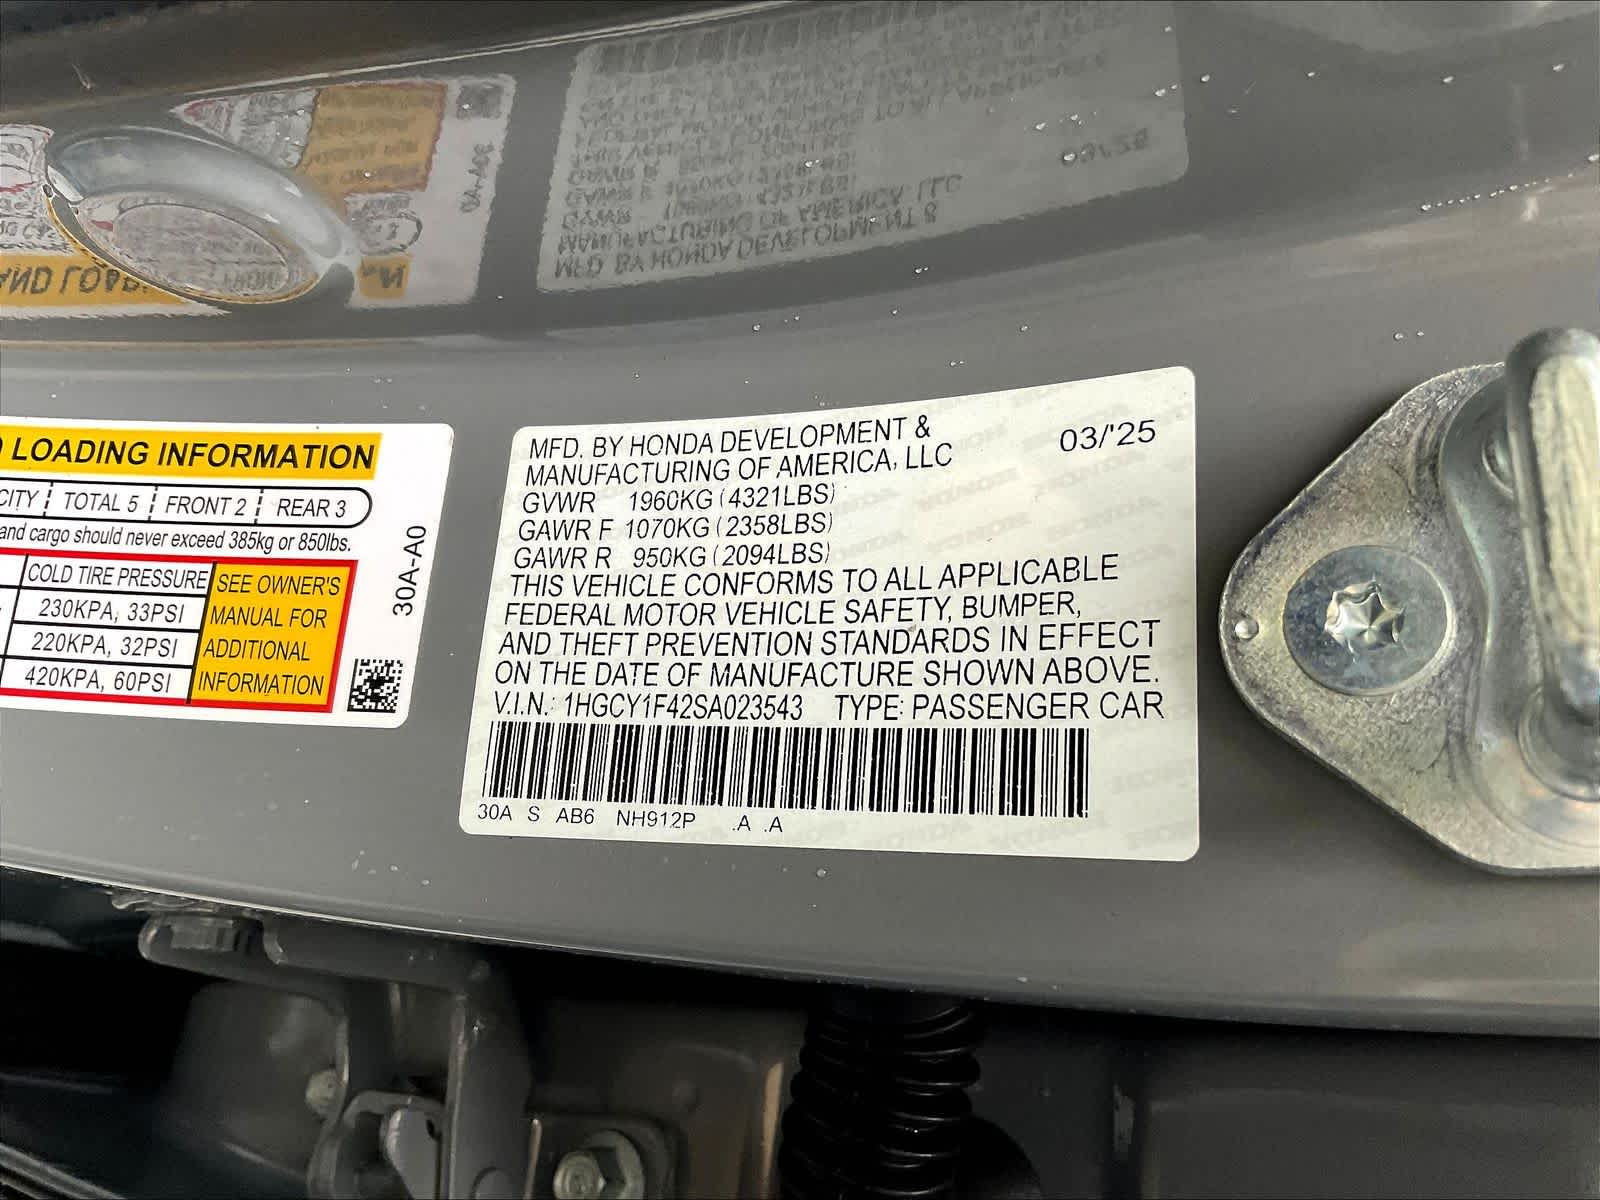 LOADING INFORMATION
CITY TOTAL 5 FRONT 2 REAR 3
and cargo should never exceed 385kg or 850lbs.
COLD TIRE PRESSURE
230KPA, 33PSI
220KPA, 32PSI
420KPA, 60PSI
SEE OWNER'S
MANUAL FOR
ADDITIONAL
INFORMATION
30A-A0
MFD. BY HONDA DEVELOPMENT & 03/'25
MANUFACTURING OF AMERICA, LLC
GVWR 1960KG (4321LBS)
GAWR F 1070KG (2358LBS)
GAWR R 950KG (2094LBS)
THIS VEHICLE CONFORMS TO ALL APPLICABLE
FEDERAL MOTOR VEHICLE SAFETY, BUMPER,
AND THEFT PREVENTION STANDARDS IN EFFECT
ON THE DATE OF MANUFACTURE SHOWN ABOVE.
V.I.N.: 1HGCY1F42SA023543 TYPE: PASSENGER CAR
30A S AB6 NH912P .A .A